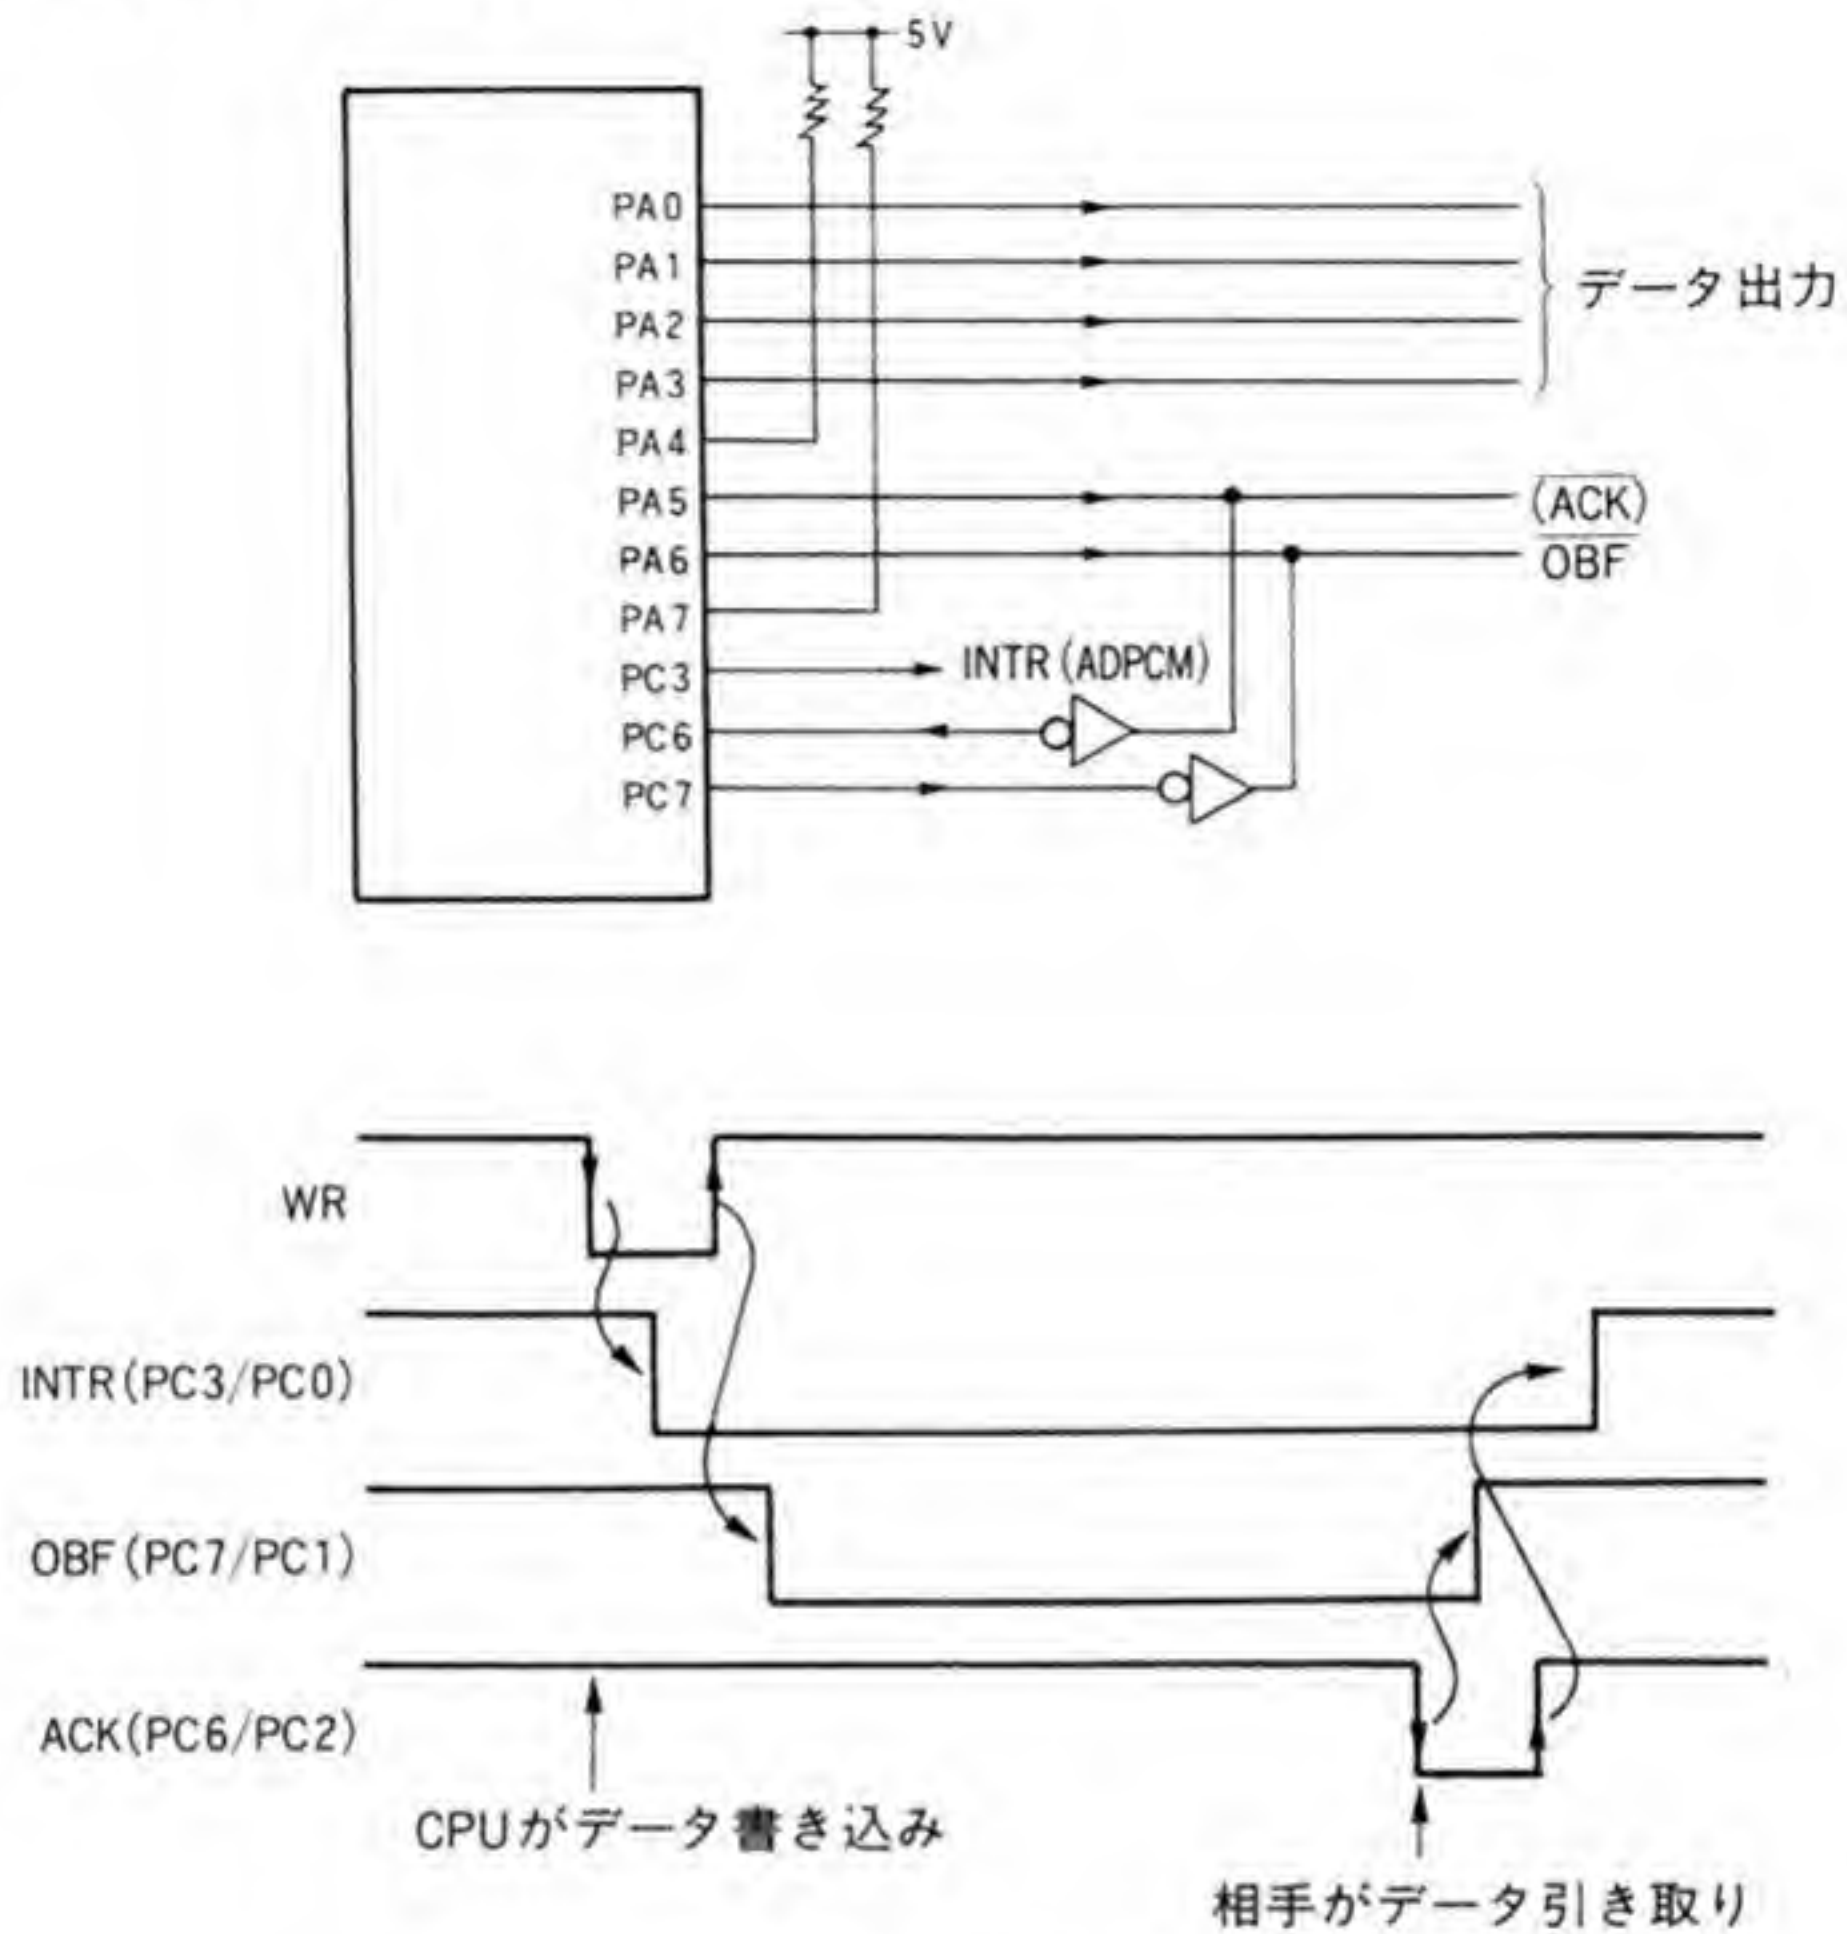 5V
PA0
PA1
PA2
PA3
データ出力
PA4
PA5
(ACK)
PA6
OBF
PA7
PC3
INTR(ADPCM)
PC6
PC7
WR
INTR(PC3/PC0)
OBF(PC7/PC1)
ACK(PC6/PC2)
CPUがデータ書き込み
相手がデータ引き取り